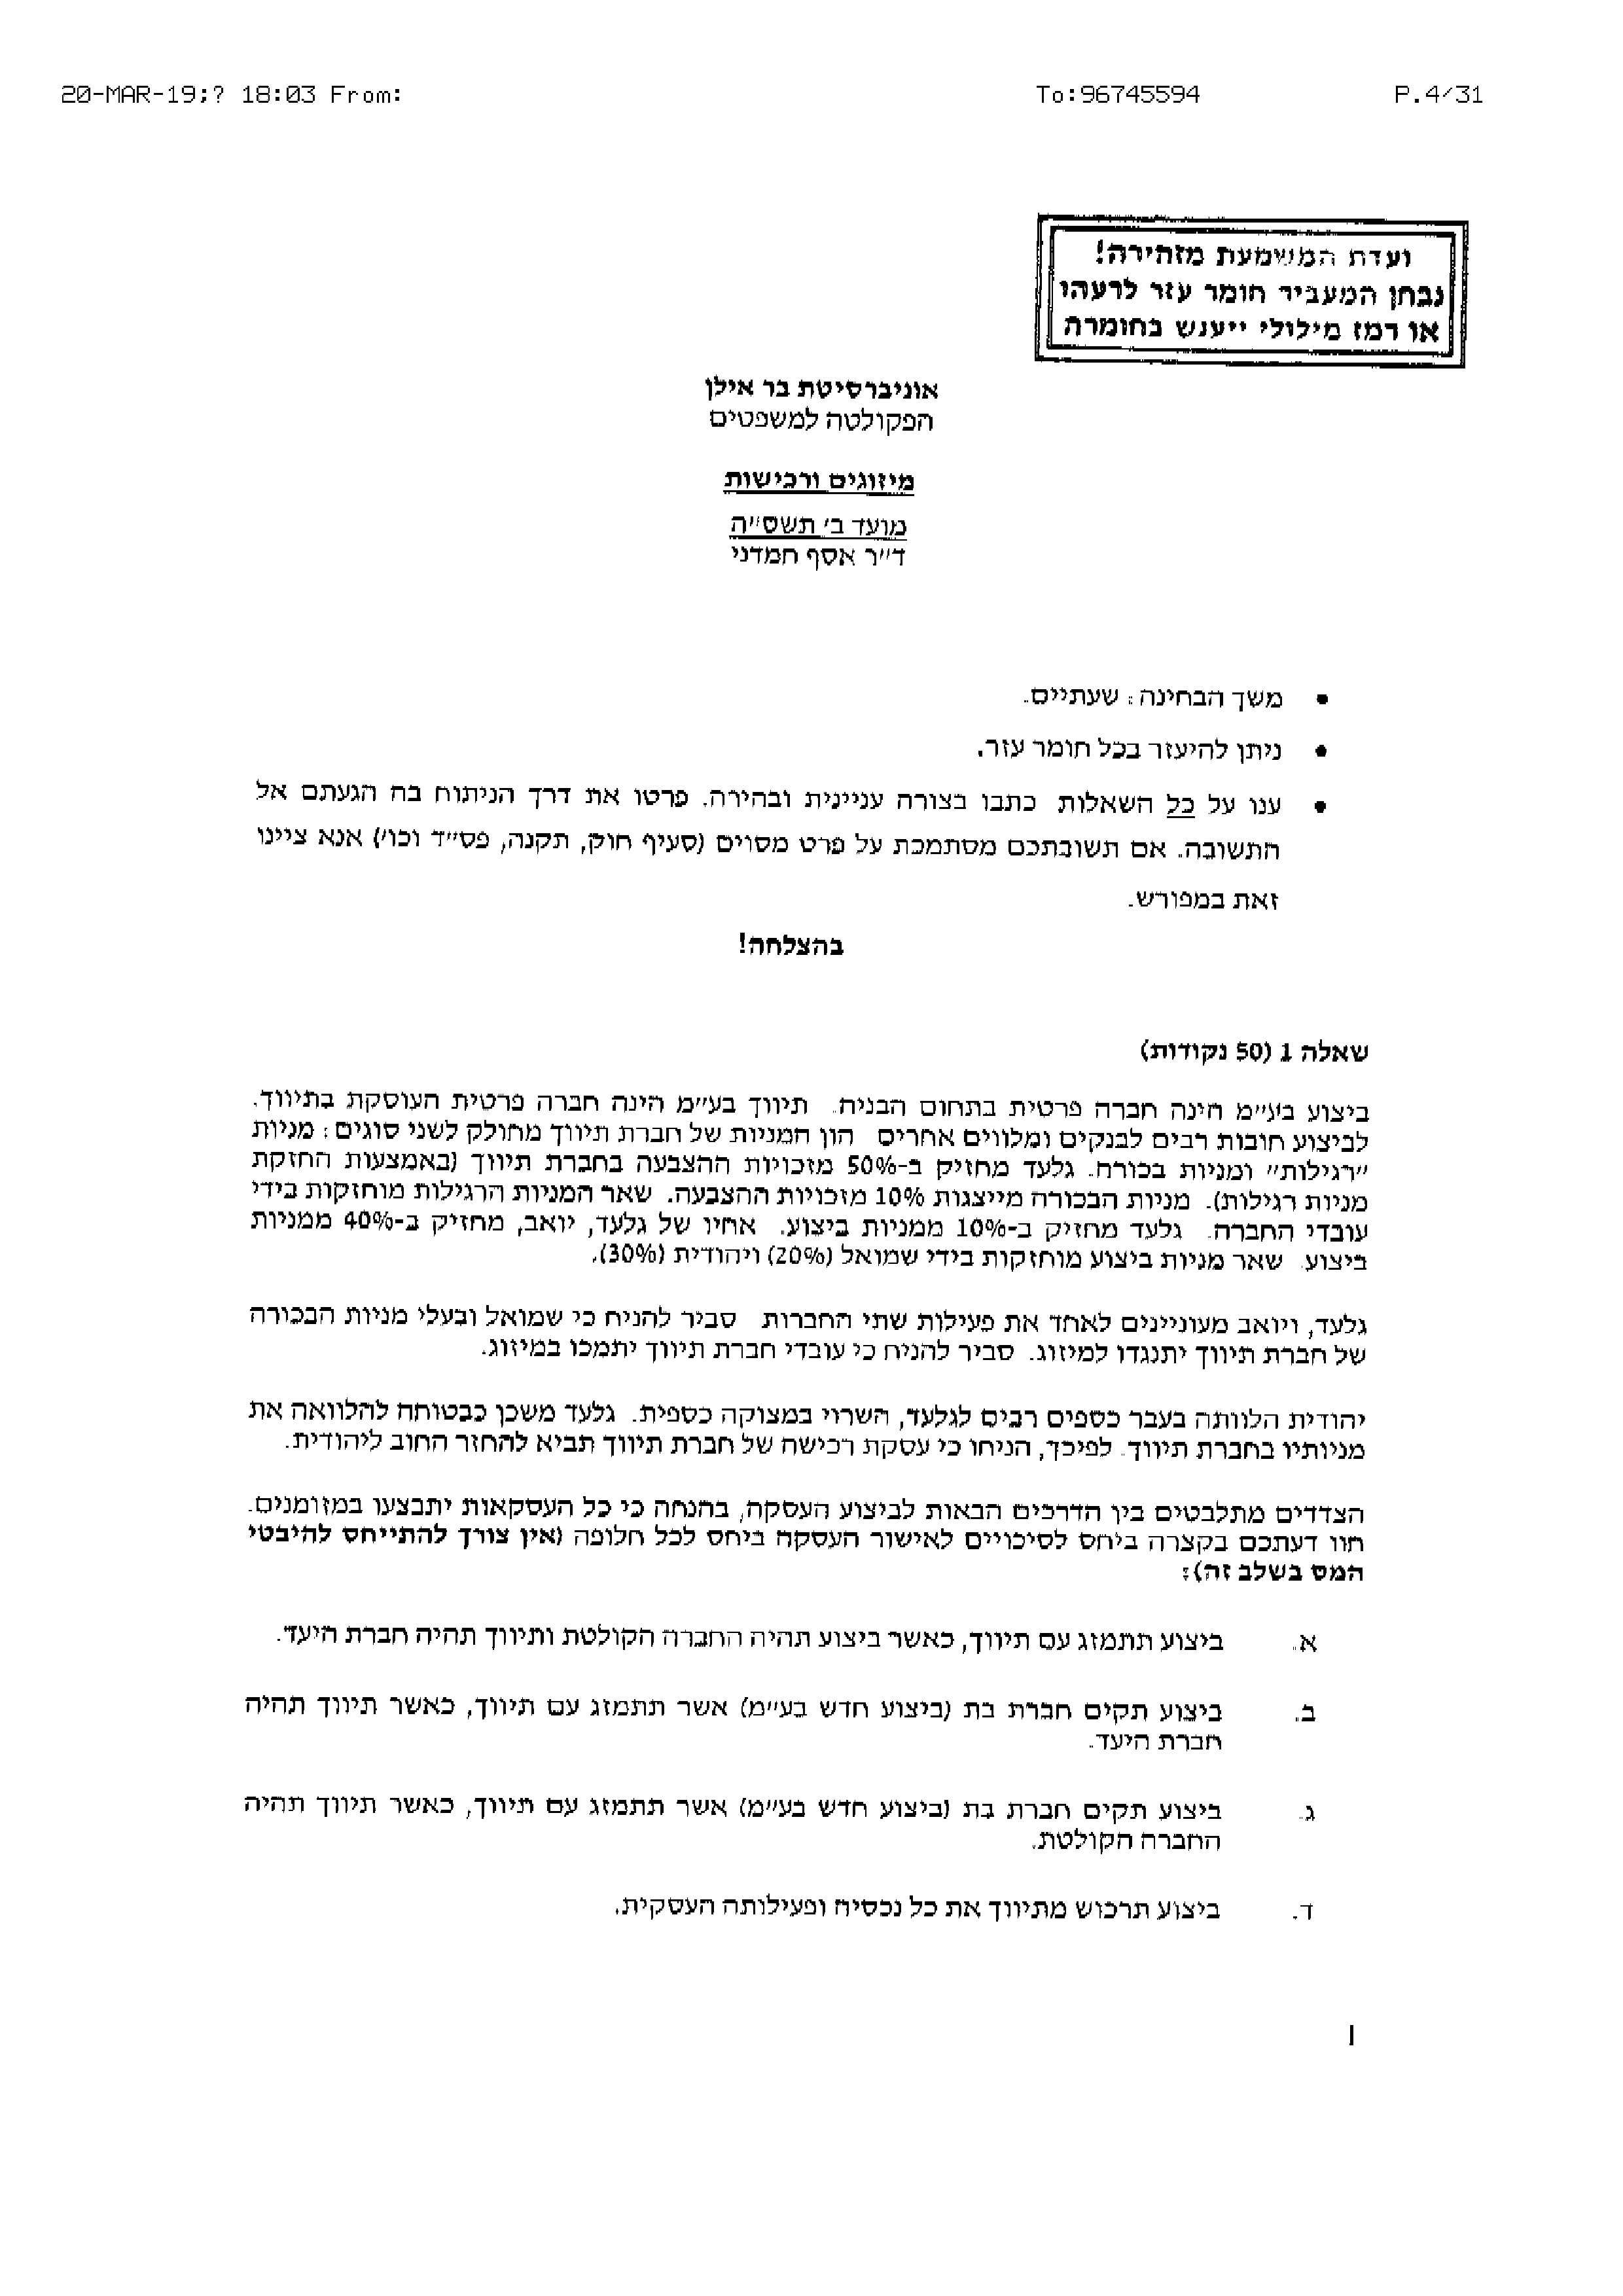 20-MAR-19;? 18:03 From: To:96745594 P.4/31
ועדת המשמעת מזהירה!
נבחן המעביר חומר עזר לרעהו
או רמז מילולי ייענש בחומרה
אוניברסיטת בר אילן
הפקולטה למשפטים
מיזוגים ורכישות
מועד ב' תשס"ה
ד"ר אסף חמדני
• משך הבחינה: שעתיים.
• ניתן להיעזר בכל חומר עזר.
• ענו על כל השאלות כתבו בצורה עניינית ובהירה. פרטו את דרך הניתוח בה הגעתם אל
התשובה. אם תשובתכם מסתמכת על פרט מסוים (סעיף חוק, תקנה, פס"ד וכו') אנא ציינו
זאת במפורש.
בהצלחה!
שאלה 1 (50 נקודות)
ביצוע בע"מ הינה חברה פרטית בתחום הבניה. תיווך בע"מ הינה חברה פרטית העוסקת בתיווך.
לביצוע חובות רבים לבנקים ומלווים אחרים הון המניות של חברת תיווך מחולק לשני סוגים: מניות
"רגילות" ומניות בכורה. גלעד מחזיק ב-50% מזכויות ההצבעה בחברת תיווך (באמצעות החזקת
מניות רגילות). מניות הבכורה מייצגות 10% מזכויות ההצבעה. שאר המניות הרגילות מוחזקות בידי
עובדי החברה. גלעד מחזיק ב-10% ממניות ביצוע. אחיו של גלעד, יואב, מחזיק ב-40% ממניות
ביצוע. שאר מניות ביצוע מוחזקות בידי שמואל (20%) ויהודית (30%).
גלעד, ויואב מעוניינים לאחד את פעילות שתי החברות סביר להניח כי שמואל ובעלי מניות הבכורה
של חברת תיווך יתנגדו למיזוג. סביר להניח כי עובדי חברת תיווך יתמכו במיזוג.
יהודית הלוותה בעבר כספים רבים לגלעד, השרוי במצוקה כספית. גלעד משכן כבטוחה להלוואה את
מניותיו בחברת תיווך. לפיכך, הניחו כי עסקת רכישה של חברת תיווך תביא להחזר החוב ליהודית.
הצדדים מתלבטים בין הדרכים הבאות לביצוע העסקה, בהנחה כי כל העסקאות יתבצעו במזומנים.
חוו דעתכם בקצרה ביחס לסיכויים לאישור העסקה ביחס לכל חלופה (אין צורך להתייחס להיבטי
המס בשלב זה):
א. ביצוע תתמזג עם תיווך, כאשר ביצוע תהיה החברה הקולטת ותיווך תהיה חברת היעד.
ב. ביצוע תקים חברת בת (ביצוע חדש בע"מ) אשר תתמזג עם תיווך, כאשר תיווך תהיה
חברת היעד.
ג. ביצוע תקים חברת בת (ביצוע חדש בע"מ) אשר תתמזג עם תיווך, כאשר תיווך תהיה
החברה הקולטת.
ד. ביצוע תרכוש מתיווך את כל נכסיה ופעילותה העסקית.
1